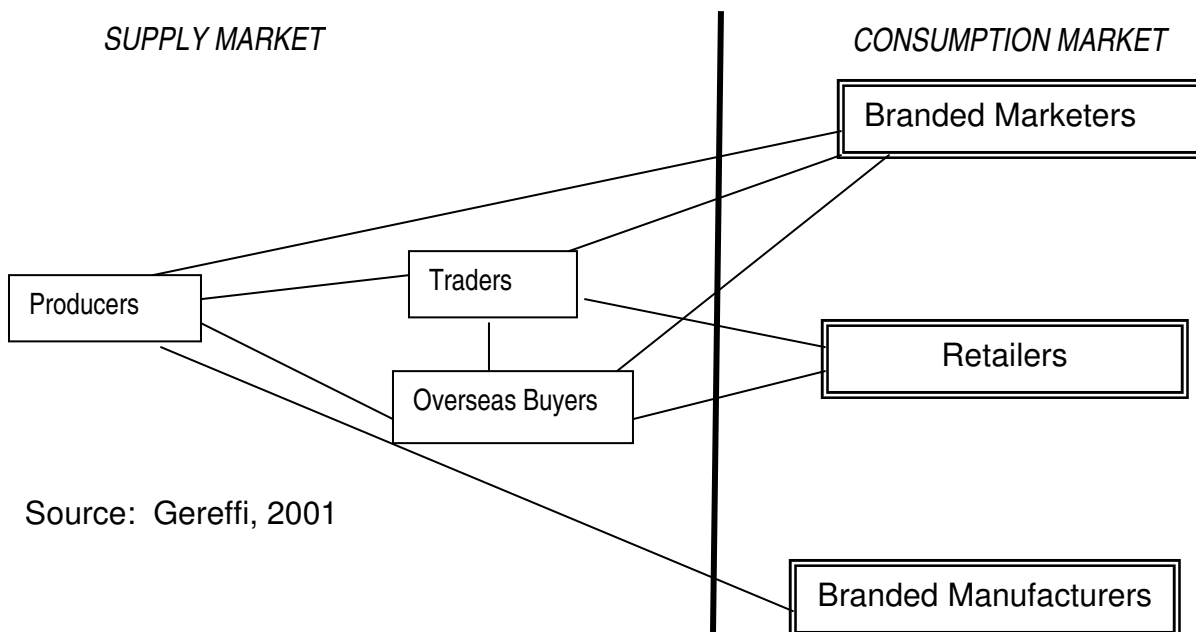 SUPPLY MARKET
CONSUMPTION MARKET
Branded Marketers
Traders
Producers
Retailers
Overseas Buyers
Source: Gereffi, 2001
Branded Manufacturers